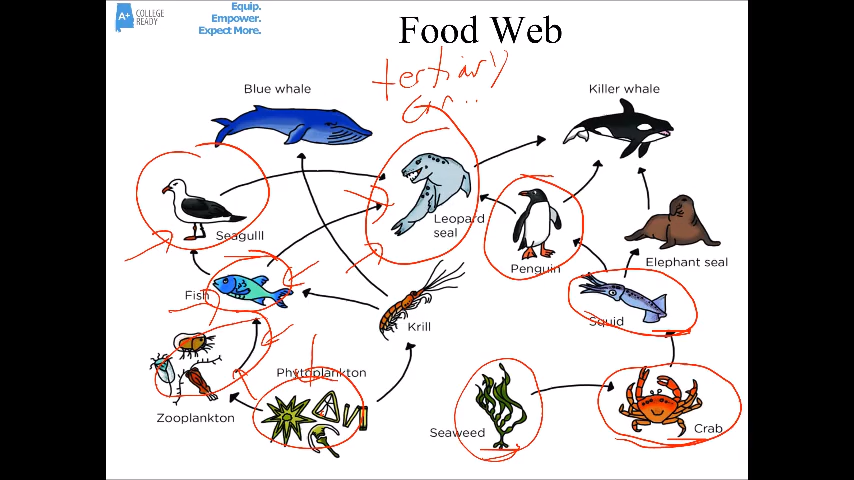 A+ COLLEGE
READY
Equip.
Empower.
Expect More.
Food Web
tertiary
Blue whale
Killer whale
Seagulll
Leopard
seal
Penguin
Elephant seal
Fish
Krill
Squid
Phytoplankton
Zooplankton
Seaweed
Crab